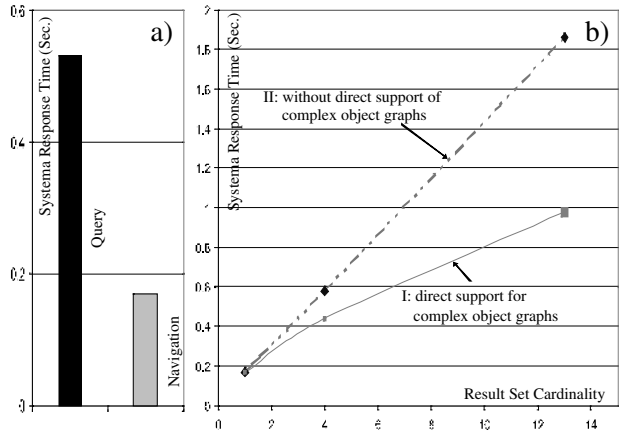 a)
Systema Response Time (Sec.)
Query
Navigation
0.6
0.4
0.2
0
b)
Systema Response Time (Sec.)
II: without direct support of
complex object graphs
I: direct support for
complex object graphs
Result Set Cardinality
2
1.8
1.6
1.4
1.2
1
0.8
0.6
0.4
0.2
0
0
2
4
6
8
10
12
14